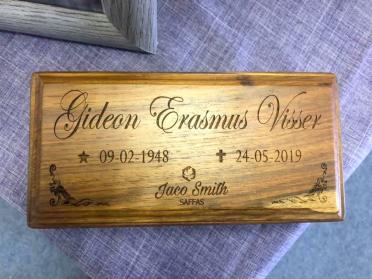 Gideon Erasmus Visser
★ 09-02-1948 ✝ 24-05-2019
Jaco Smith
SAFFAS